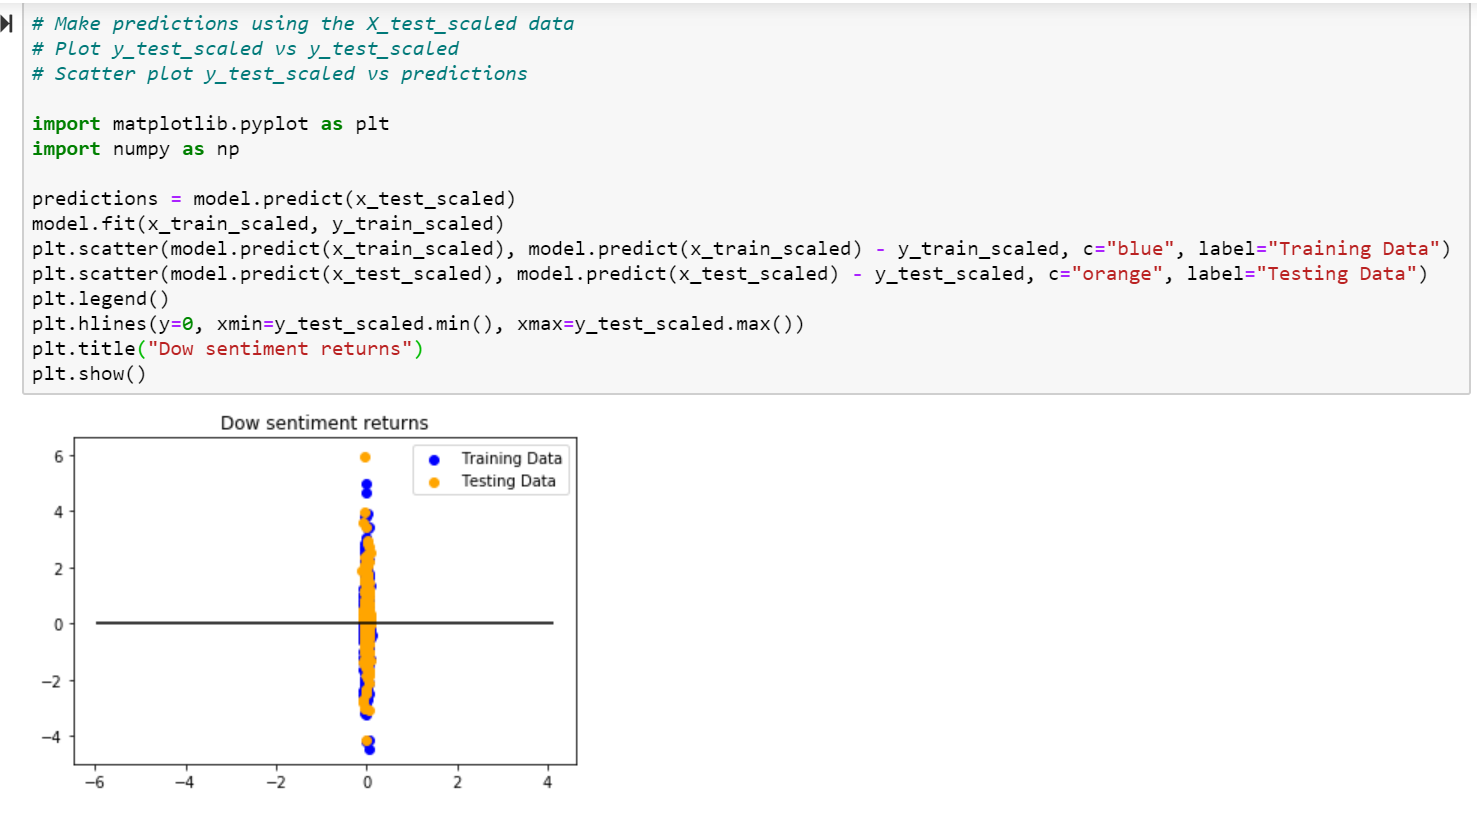 # Make predictions using the X_test_scaled data
# Plot y_test_scaled vs y_test_scaled
# Scatter plot y_test_scaled vs predictions
import matplotlib.pyplot as plt
import numpy as np
predictions = model.predict(x_test_scaled)
model.fit(x_train_scaled, y_train_scaled)
plt.scatter(model.predict(x_train_scaled), model.predict(x_train_scaled) - y_train_scaled, c="blue", label="Training Data")
plt.scatter(model.predict(x_test_scaled), model.predict(x_test_scaled) - y_test_scaled, c="orange", label="Testing Data")
plt.legend()
plt.hlines(y=0, xmin=y_test_scaled.min(), xmax=y_test_scaled.max())
plt.title("Dow sentiment returns")
plt.show()
Dow sentiment returns
Training Data
Testing Data
6
4
2
0
−2
−4
−6 −4 −2 0 2 4